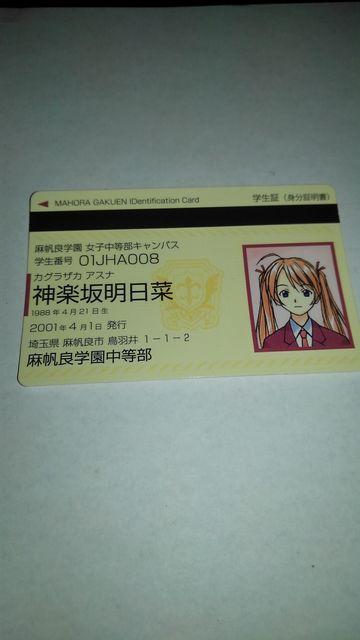 MAHORA GAKUEN IDentification Card 学生証（身分証明書）
麻帆良学園 女子中等部キャンパス
学生番号 01JHA008
カグラザカ アスナ
神楽坂明日菜
1988年4月21日生
2001年4月1日 発行
埼玉県 麻帆良市 鳥羽井 1-1-2
麻帆良学園中等部